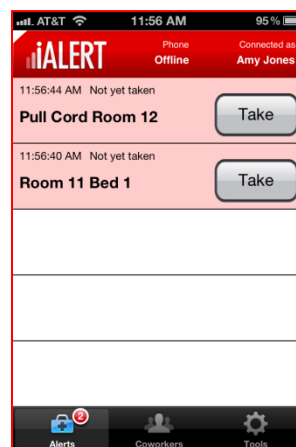 AT&T 11:56 AM 95%
iALERT Phone Offline Connected as Amy Jones
11:56:44 AM Not yet taken
Pull Cord Room 12 Take
11:56:40 AM Not yet taken
Room 11 Bed 1 Take
2
Alerts Coworkers Tools